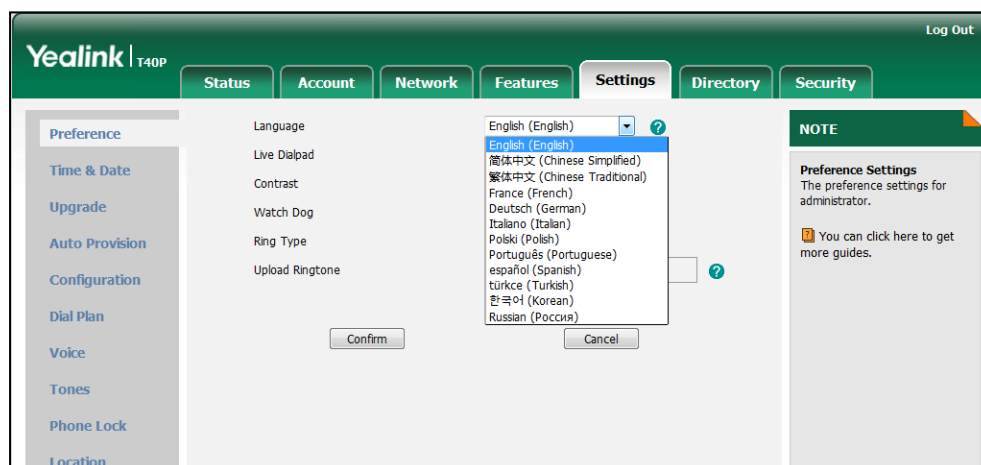 Log Out
Yealink | T40P
Status
Account
Network
Features
Settings
Directory
Security
Preference
Time & Date
Upgrade
Auto Provision
Configuration
Dial Plan
Voice
Tones
Phone Lock
Location
Language
Live Dialpad
Contrast
Watch Dog
Ring Type
Upload Ringtone
English (English)
?
English (English)
简体中文 (Chinese Simplified)
繁体中文 (Chinese Traditional)
France (French)
Deutsch (German)
Italiano (Italian)
Polski (Polish)
Português (Portuguese)
español (Spanish)
türkce (Turkish)
한국어 (Korean)
Russian (Россия)
?
Confirm
Cancel
NOTE
Preference Settings
The preference settings for
administrator.
? You can click here to get
more guides.